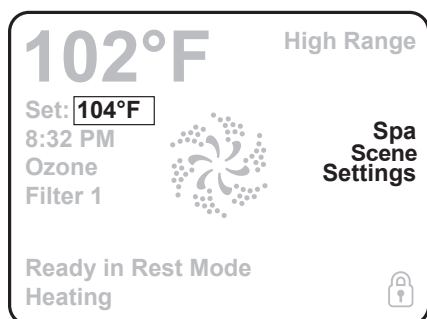 102°F
High Range
Set: 104°F
8:32 PM
Ozone
Filter 1
Spa
Scene
Settings
Ready in Rest Mode
Heating